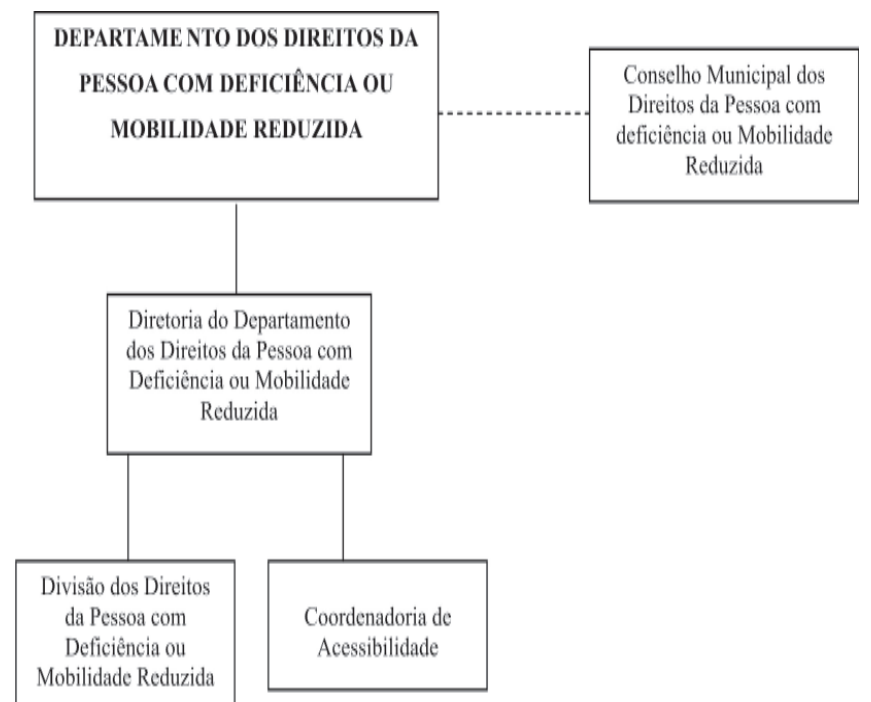 DEPARTAMENTO DOS DIREITOS DA
PESSOA COM DEFICIÊNCIA OU
MOBILIDADE REDUZIDA
Conselho Municipal dos
Direitos da Pessoa com
deficiência ou Mobilidade
Reduzida
Diretoria do Departamento
dos Direitos da Pessoa com
Deficiência ou Mobilidade
Reduzida
Divisão dos Direitos
da Pessoa com
Deficiência ou
Mobilidade Reduzida
Coordenadoria de
Acessibilidade